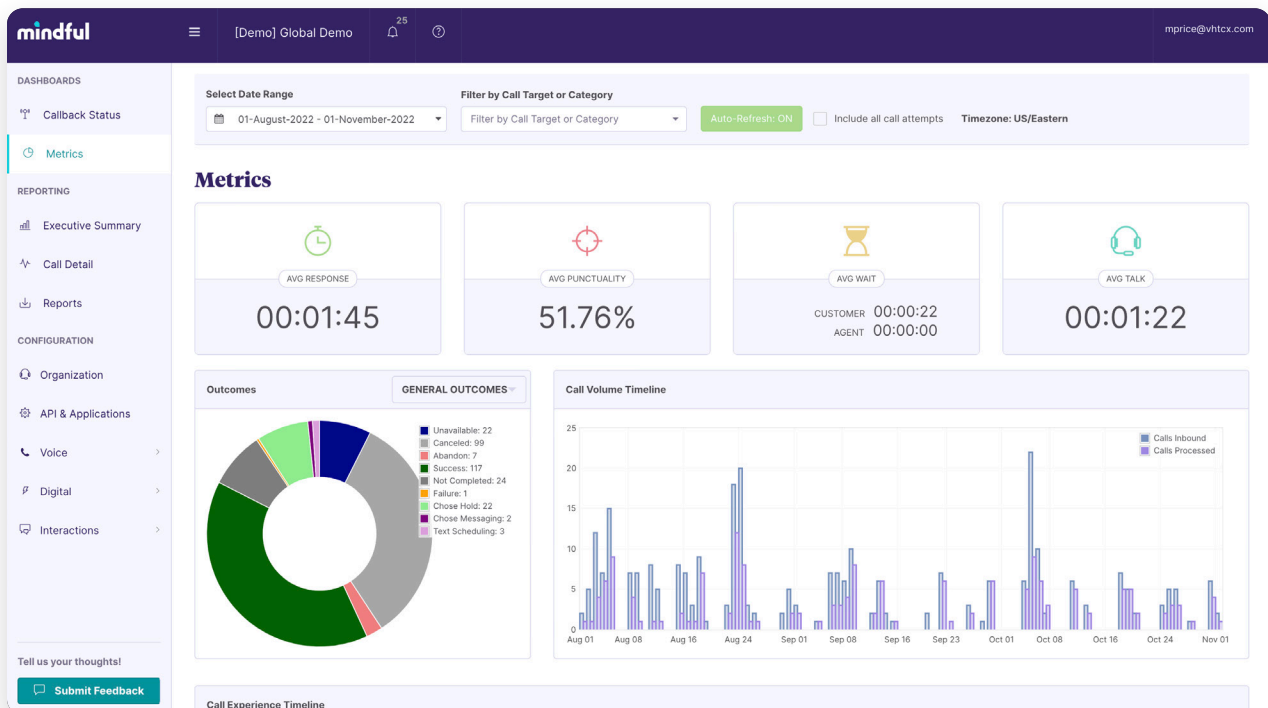 mindful
[Demo] Global Demo
25
mprice@vhtcx.com
DASHBOARDS
Callback Status
Metrics
REPORTING
Executive Summary
Call Detail
Reports
CONFIGURATION
Organization
API & Applications
Voice
Digital
Interactions
Tell us your thoughts!
Submit Feedback
Select Date Range
01-August-2022 - 01-November-2022
Filter by Call Target or Category
Filter by Call Target or Category
Auto-Refresh: ON
Include all call attempts
Timezone: US/Eastern
Metrics
AVG RESPONSE
00:01:45
AVG PUNCTUALITY
51.76%
AVG WAIT
CUSTOMER 00:00:22
AGENT 00:00:00
AVG TALK
00:01:22
Outcomes
GENERAL OUTCOMES
Unavailable: 22
Canceled: 99
Abandon: 7
Success: 117
Not Completed: 24
Failure: 1
Chose Hold: 22
Chose Messaging: 2
Text Scheduling: 3
Call Volume Timeline
Calls Inbound
Calls Processed
25
20
15
10
5
0
Aug 01 Aug 08 Aug 16 Aug 24 Sep 01 Sep 08 Sep 16 Sep 23 Oct 01 Oct 08 Oct 16 Oct 24 Nov 01
Call Experience Timeline